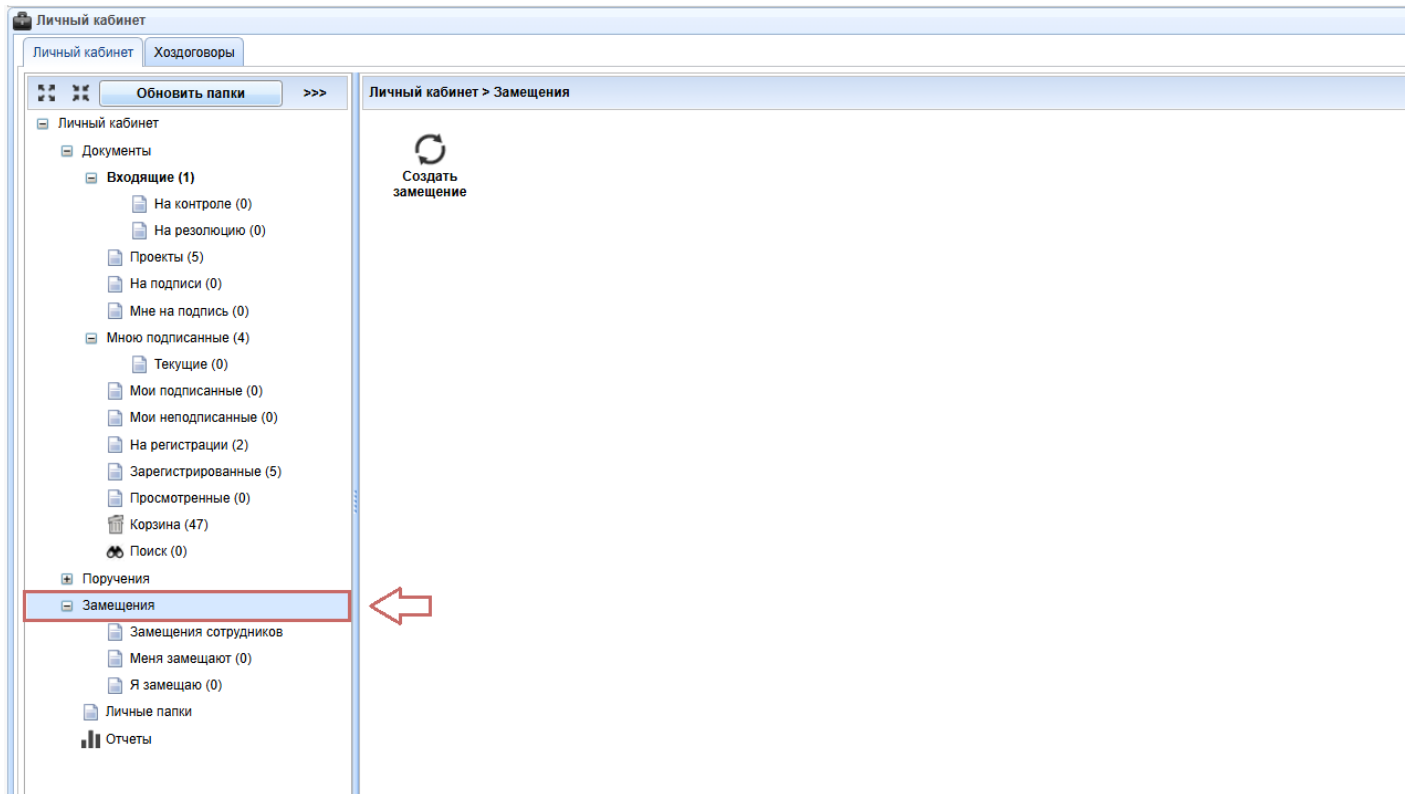 Личный кабинет
Личный кабинет Хоздоговоры
Обновить папки >>>
Личный кабинет > Замещения
Личный кабинет
Документы
Входящие (1)
На контроле (0)
На резолюцию (0)
Проекты (5)
На подписи (0)
Мне на подпись (0)
Мною подписанные (4)
Текущие (0)
Мои подписанные (0)
Мои неподписанные (0)
На регистрации (2)
Зарегистрированные (5)
Просмотренные (0)
Корзина (47)
Поиск (0)
Поручения
Замещения
Замещения сотрудников
Меня замещают (0)
Я замещаю (0)
Личные папки
Отчеты
Создать
замещение